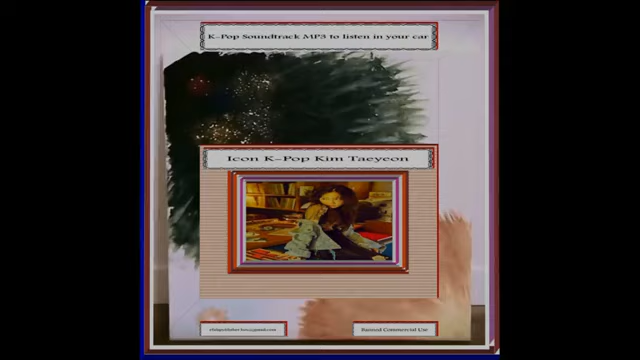 K-Pop Soundtrack MP3 to listen in your car
Icon K-Pop Kim Taeyeon
Banned Commercial Use